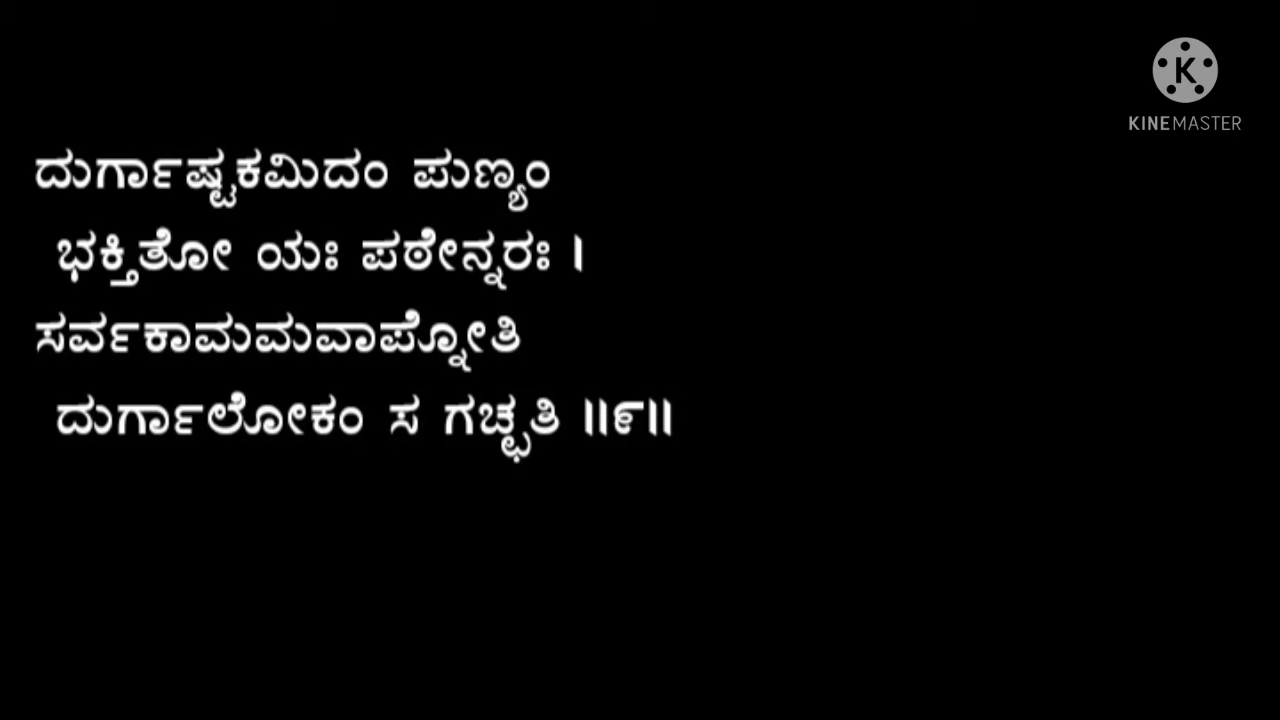 ದುರ್ಗಾಷ್ಟಕಮಿದಂ ಪುಣ್ಯಂ
ಭಕ್ತಿತೋ ಯಃ ಪಠೇನ್ನರಃ ।
ಸರ್ವಕಾಮಮವಾಪ್ನೋತಿ
ದುರ್ಗಾಲೋಕಂ ಸ ಗಚ್ಛತಿ ॥೯॥
KINEMASTER